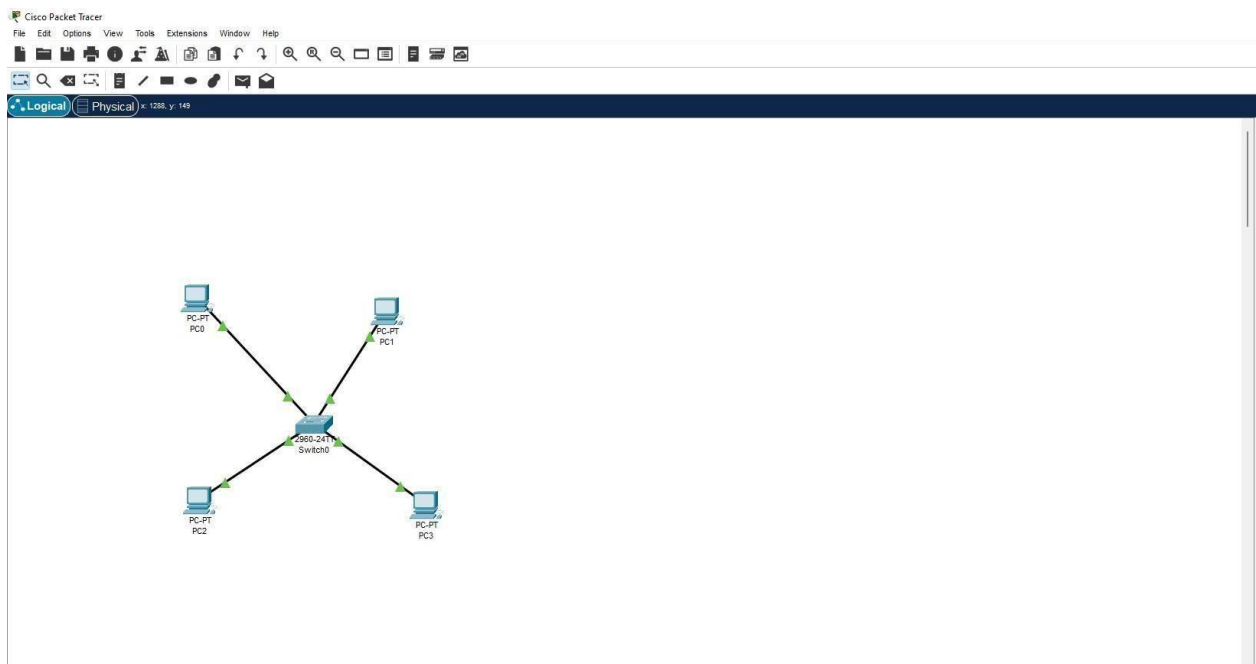 Cisco Packet Tracer
File Edit Options View Tools Extensions Window Help
Logical Physical x: 1288, y: 149
PC-PT
PC0
PC-PT
PC1
2960-24TT
Switch0
PC-PT
PC2
PC-PT
PC3